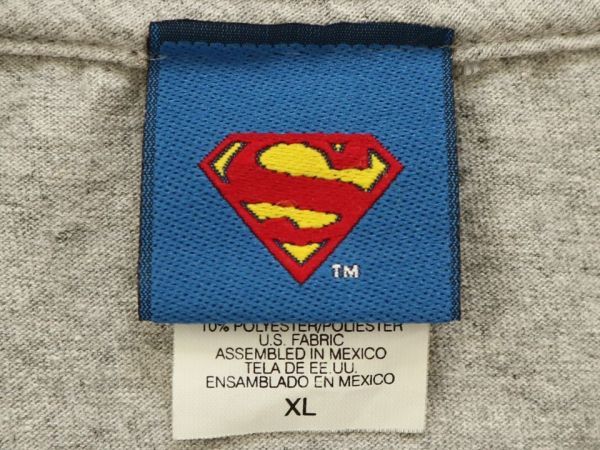 TM
10% POLYESTER/POLIESTER
U.S. FABRIC
ASSEMBLED IN MEXICO
TELA DE EE.UU.
ENSAMBLADO EN MEXICO
XL